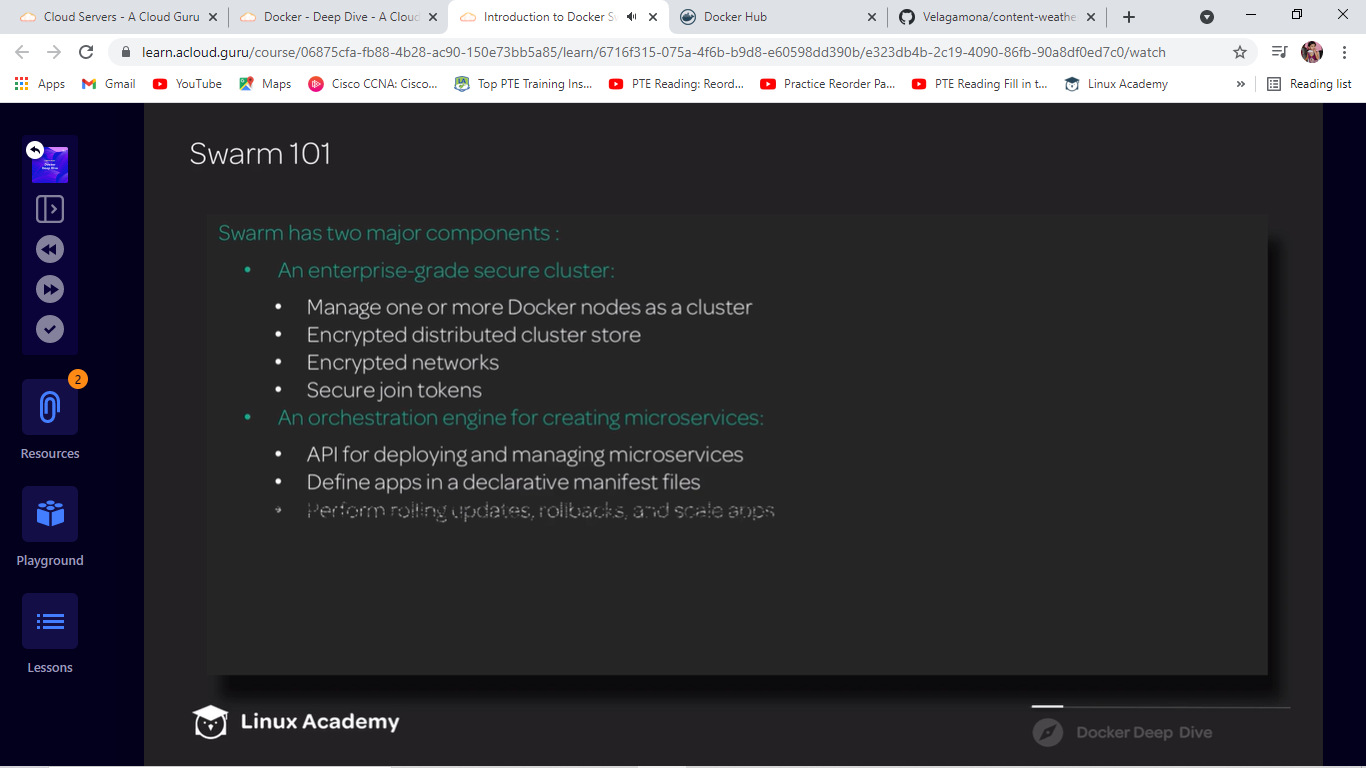 Cloud Servers - A Cloud Guru
Docker - Deep Dive - A Cloud
Introduction to Docker Sw
Docker Hub
Velagamona/content-weathe
learn.acloud.guru/course/06875cfa-fb88-4b28-ac90-150e73bb5a85/learn/6716f315-075a-4f6b-b9d8-e60598dd390b/e323db4b-2c19-4090-86fb-90a8df0ed7c0/watch
Apps
Gmail
YouTube
Maps
Cisco CCNA: Cisco...
Top PTE Training Ins...
PTE Reading: Reord...
Practice Reorder Pa...
PTE Reading Fill in t...
Linux Academy
»
Reading list
Swarm 101
Swarm has two major components :
• An enterprise-grade secure cluster:
• Manage one or more Docker nodes as a cluster
• Encrypted distributed cluster store
• Encrypted networks
• Secure join tokens
• An orchestration engine for creating microservices:
• API for deploying and managing microservices
• Define apps in a declarative manifest files
• Perform rolling updates, rollbacks, and scale apps
2
Resources
Playground
Lessons
Linux Academy
Docker Deep Dive